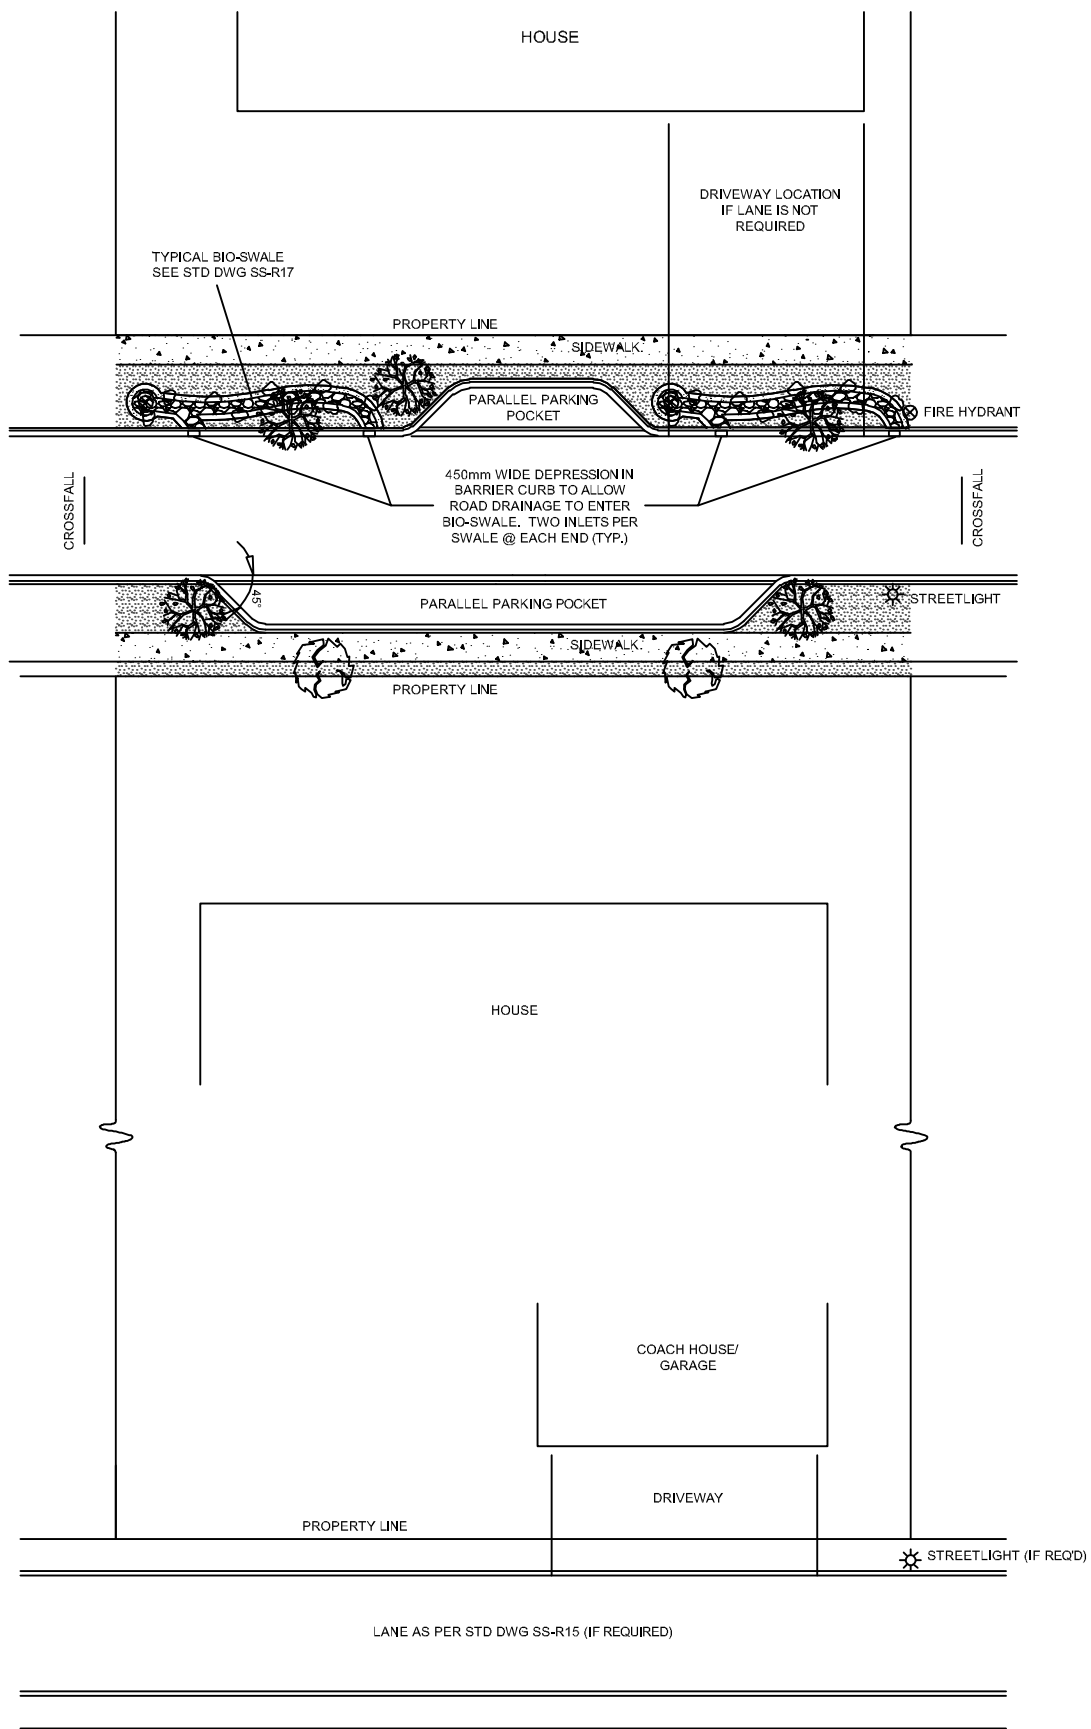 HOUSE
DRIVEWAY LOCATION
IF LANE IS NOT
REQUIRED
TYPICAL BIO-SWALE
SEE STD DWG SS-R17
PROPERTY LINE
SIDEWALK
PARALLEL PARKING
POCKET
FIRE HYDRANT
450mm WIDE DEPRESSION IN
BARRIER CURB TO ALLOW
ROAD DRAINAGE TO ENTER
BIO-SWALE. TWO INLETS PER
SWALE @ EACH END (TYP.)
CROSSFALL
CROSSFALL
45°
PARALLEL PARKING POCKET
STREETLIGHT
SIDEWALK
PROPERTY LINE
HOUSE
COACH HOUSE/
GARAGE
DRIVEWAY
PROPERTY LINE
STREETLIGHT (IF REQ'D)
LANE AS PER STD DWG SS-R15 (IF REQUIRED)